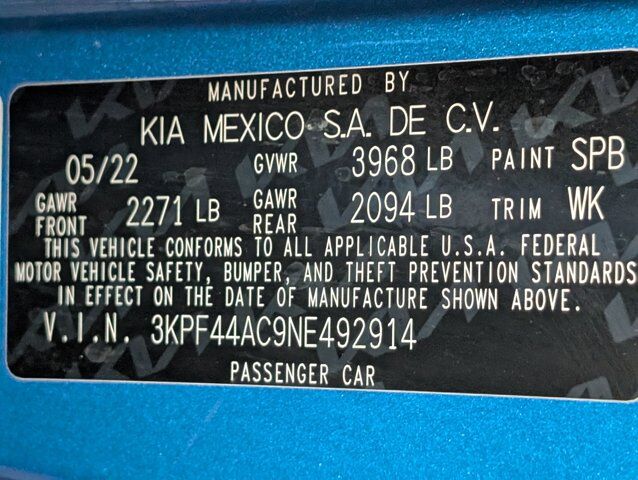 MANUFACTURED BY
KIA MEXICO S.A. DE C.V.
05/22 GVWR 3968 LB PAINT SPB
GAWR FRONT 2271 LB GAWR REAR 2094 LB TRIM WK
THIS VEHICLE CONFORMS TO ALL APPLICABLE U.S.A. FEDERAL
MOTOR VEHICLE SAFETY, BUMPER, AND THEFT PREVENTION STANDARDS
IN EFFECT ON THE DATE OF MANUFACTURE SHOWN ABOVE.
V.I.N. 3KPF44AC9NE492914
PASSENGER CAR